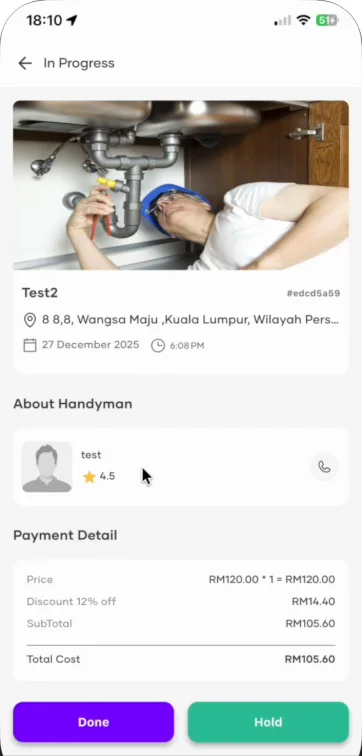 18:10
51
In Progress
Test2
#edcd5a59
8 8,8, Wangsa Maju ,Kuala Lumpur, Wilayah Pers...
27 December 2025 6:08 PM
About Handyman
test
4.5
Payment Detail
Price RM120.00 * 1 = RM120.00
Discount 12% off RM14.40
SubTotal RM105.60
Total Cost RM105.60
Done Hold